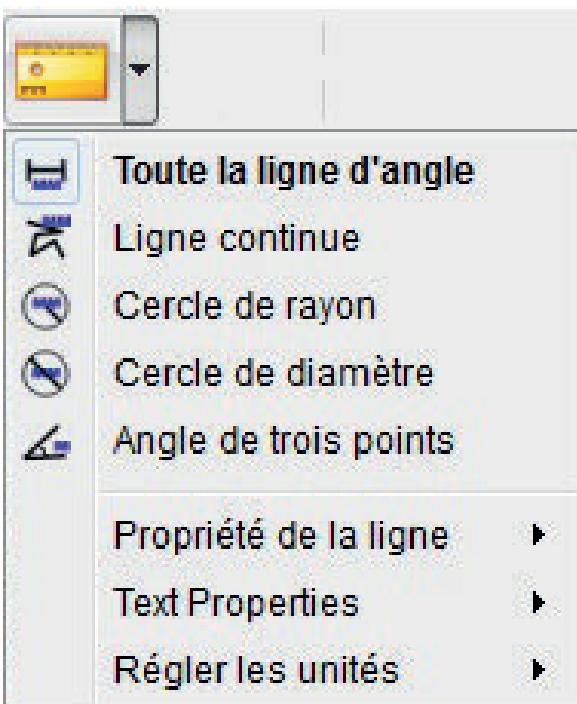 Toute la ligne d'angle
Ligne continue
Cercle de rayon
Cercle de diamètre
Angle de trois points
Propriété de la ligne
Text Properties
Régler les unités